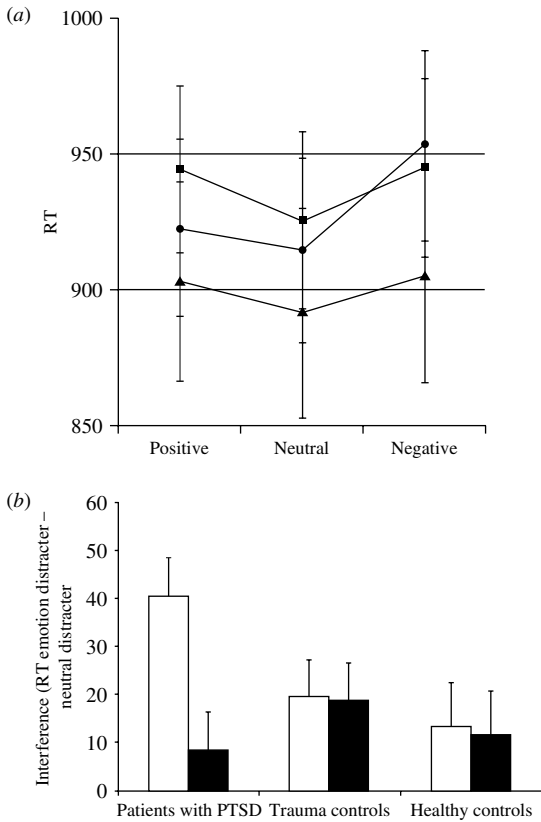 (a)
1000
950
RT
900
850
Positive Neutral Negative
(b)
60
50
40
30
20
10
0
Interference (RT emotion distracter –
neutral distracter
Patients with PTSD Trauma controls Healthy controls